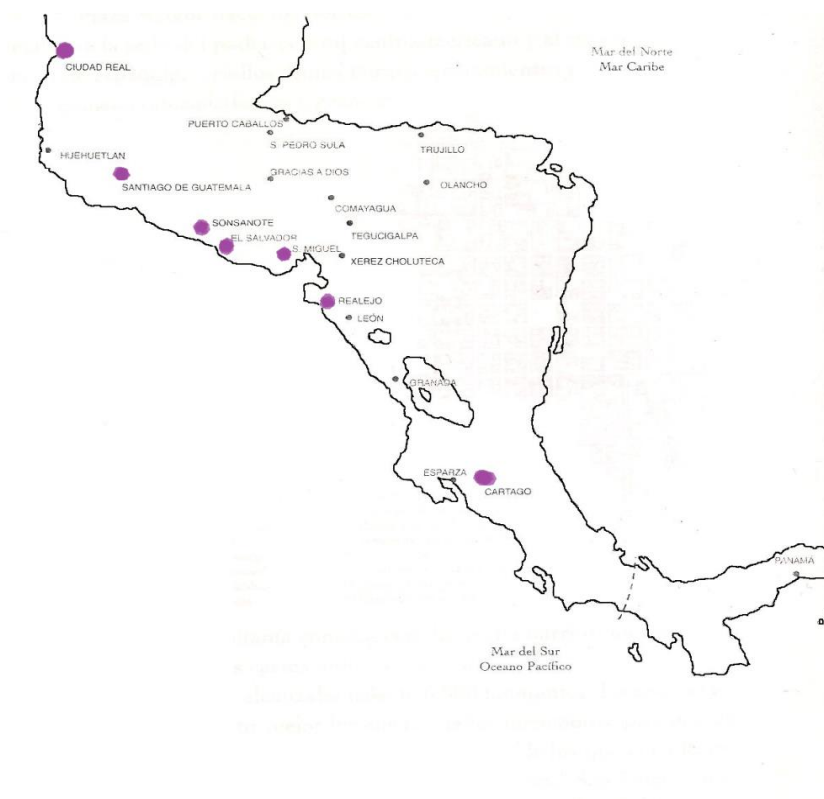 Mar del Norte
Mar Caribe
CIUDAD REAL
PUERTO CABALLOS
S. PEDRO SULA
TRUJILLO
HUEHUETLAN
GRACIAS A DIOS
SANTIAGO DE GUATEMALA
OLANCHO
COMAYAGUA
SONSANOTE
TEGUCIGALPA
EL SALVADOR
S. MIGUEL
XEREZ CHOLUTECA
REALEJO
LEÓN
GRANADA
ESPARZA
CARTAGO
PANAMA
Mar del Sur
Oceano Pacífico